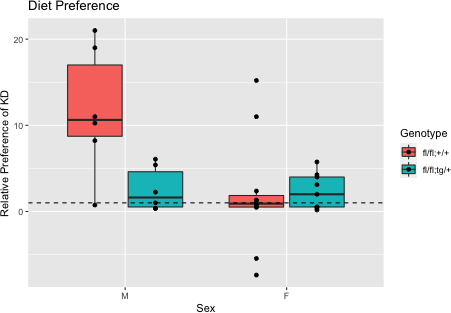 Diet Preference
Relative Preference of KD
20
10
0
M
F
Sex
Genotype
fl/fl;+/+
fl/fl;tg/+